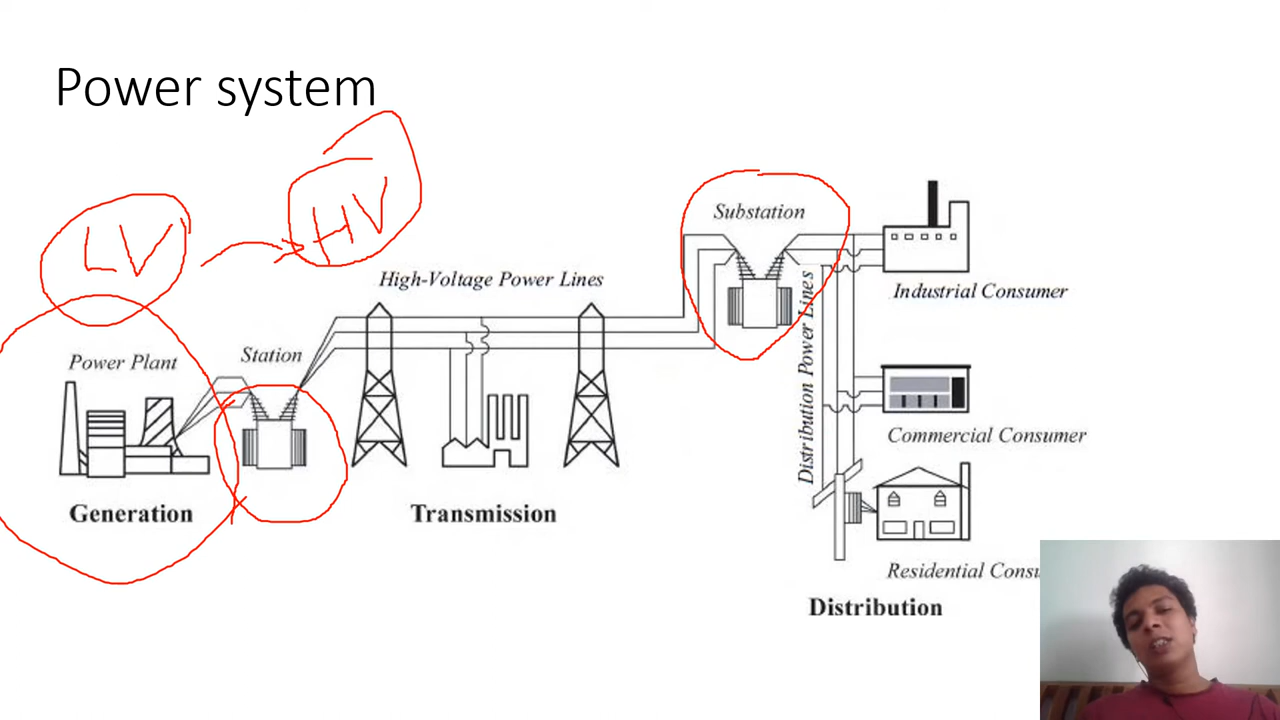 Power system
LV
HV
Substation
High-Voltage Power Lines
Industrial Consumer
Power Plant
Station
Distribution Power Lines
Commercial Consumer
Generation
Transmission
Residential Consu
Distribution